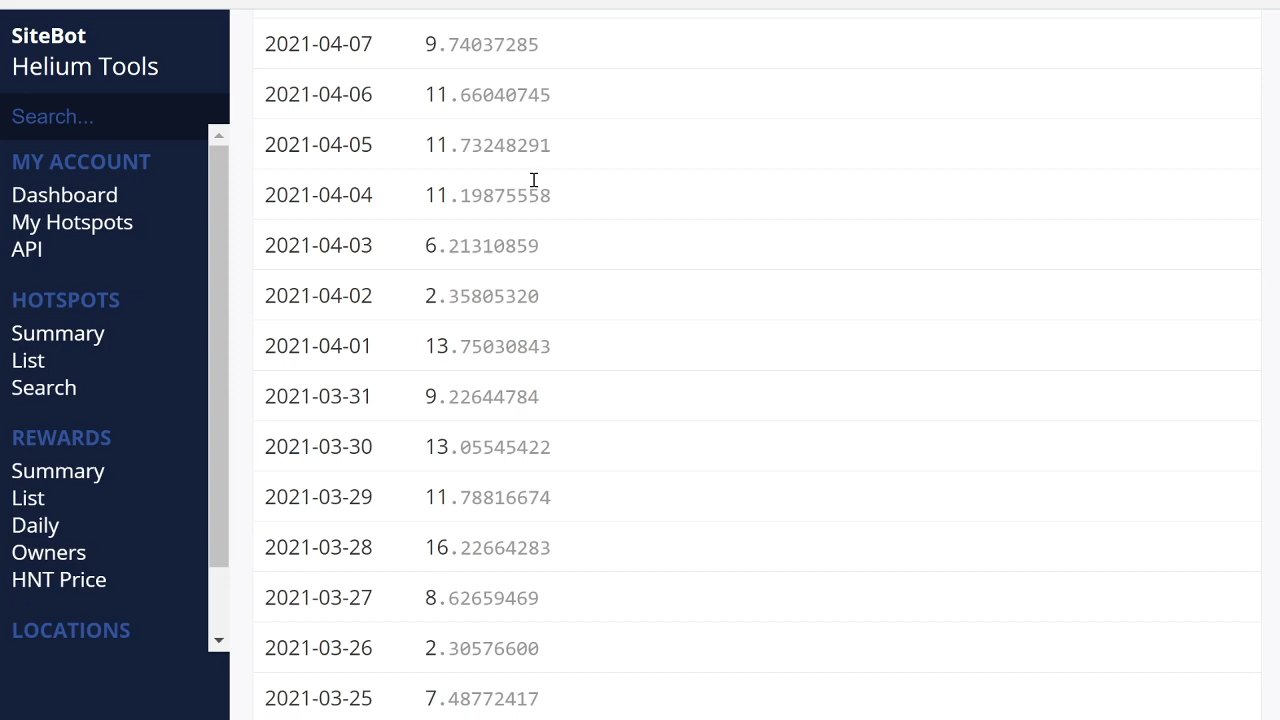 SiteBot
Helium Tools
Search...
MY ACCOUNT
Dashboard
My Hotspots
API
HOTSPOTS
Summary
List
Search
REWARDS
Summary
List
Daily
Owners
HNT Price
LOCATIONS
2021-04-07 9.74037285
2021-04-06 11.66040745
2021-04-05 11.73248291
2021-04-04 11.19875558
2021-04-03 6.21310859
2021-04-02 2.35805320
2021-04-01 13.75030843
2021-03-31 9.22644784
2021-03-30 13.05545422
2021-03-29 11.78816674
2021-03-28 16.22664283
2021-03-27 8.62659469
2021-03-26 2.30576600
2021-03-25 7.48772417